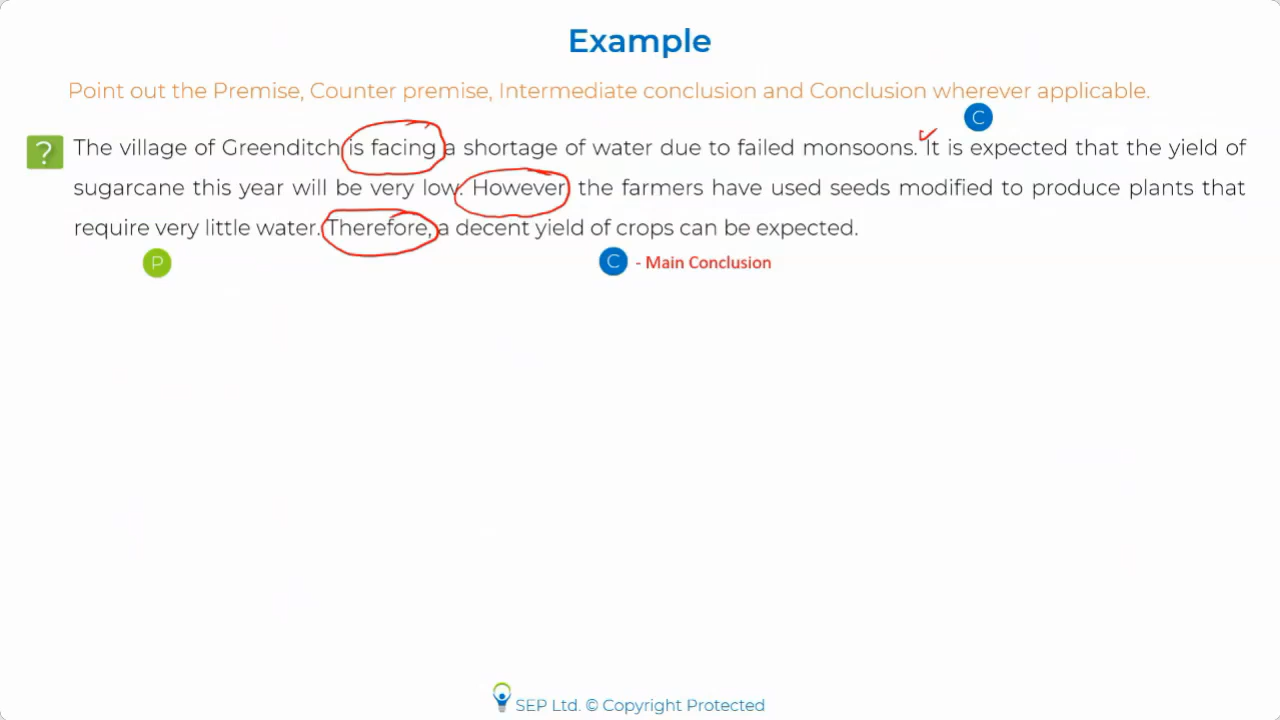 Example
Point out the Premise, Counter premise, Intermediate conclusion and Conclusion wherever applicable.
C
? The village of Greenditch is facing a shortage of water due to failed monsoons. It is expected that the yield of
sugarcane this year will be very low. However the farmers have used seeds modified to produce plants that
require very little water. Therefore, a decent yield of crops can be expected.
P C - Main Conclusion
SEP Ltd. © Copyright Protected